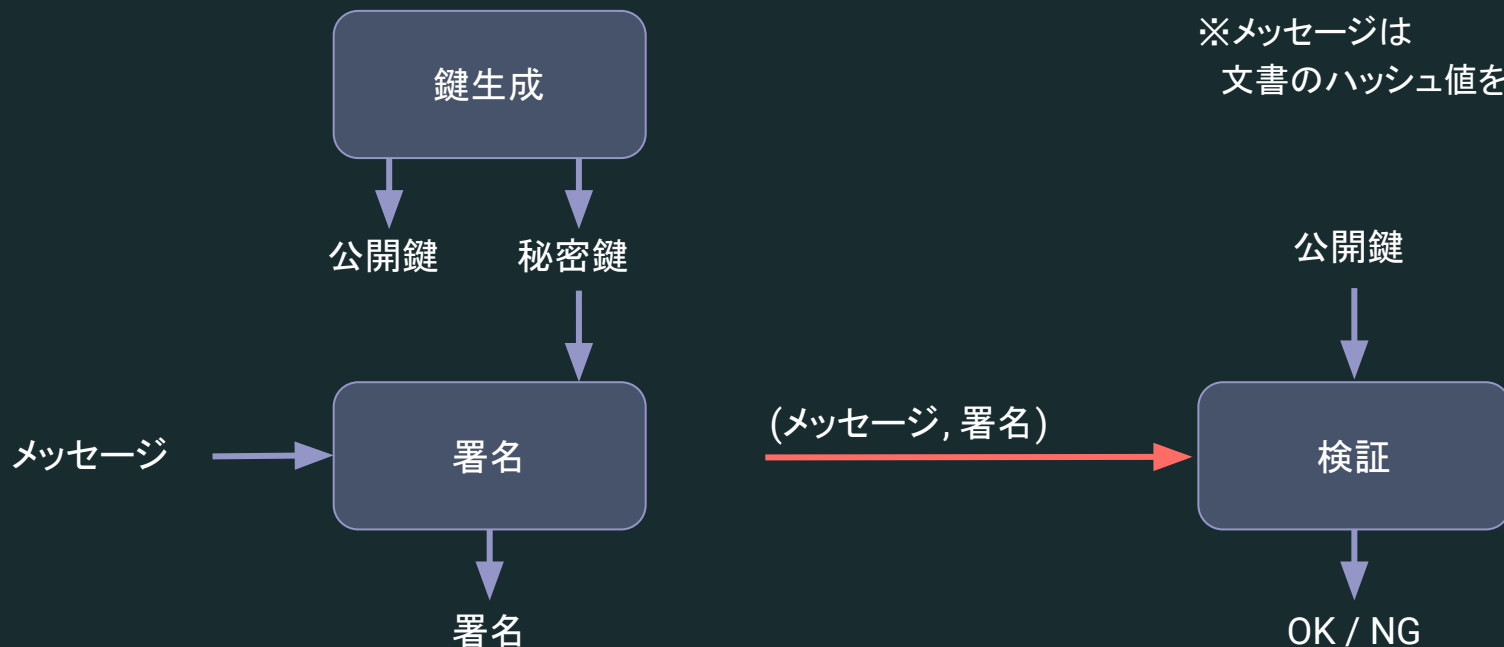 ※メッセージは
文書のハッシュ値を
鍵生成
公開鍵
秘密鍵
公開鍵
メッセージ
署名
(メッセージ, 署名)
検証
署名
OK / NG